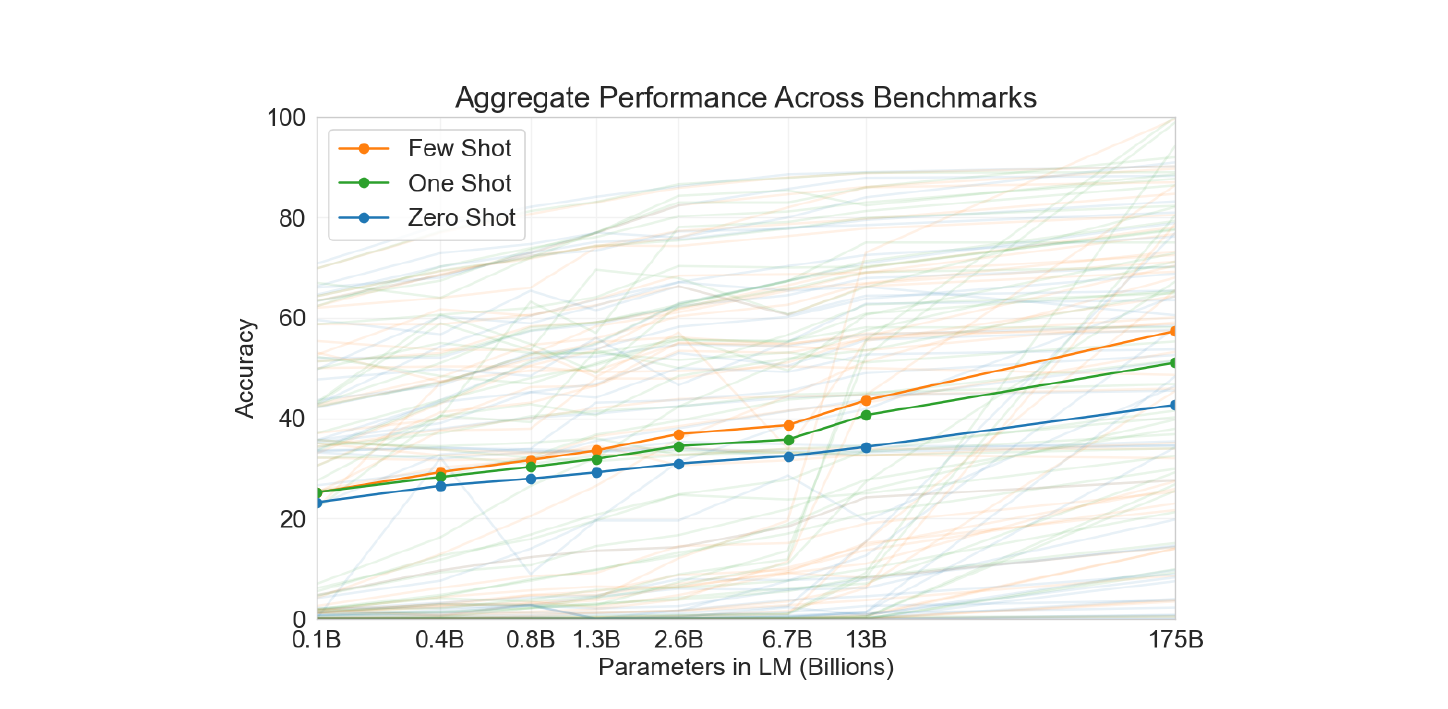 Aggregate Performance Across Benchmarks
100
80
60
40
20
0
Accuracy
Few Shot
One Shot
Zero Shot
0.1B 0.4B 0.8B 1.3B 2.6B 6.7B 13B 175B
Parameters in LM (Billions)